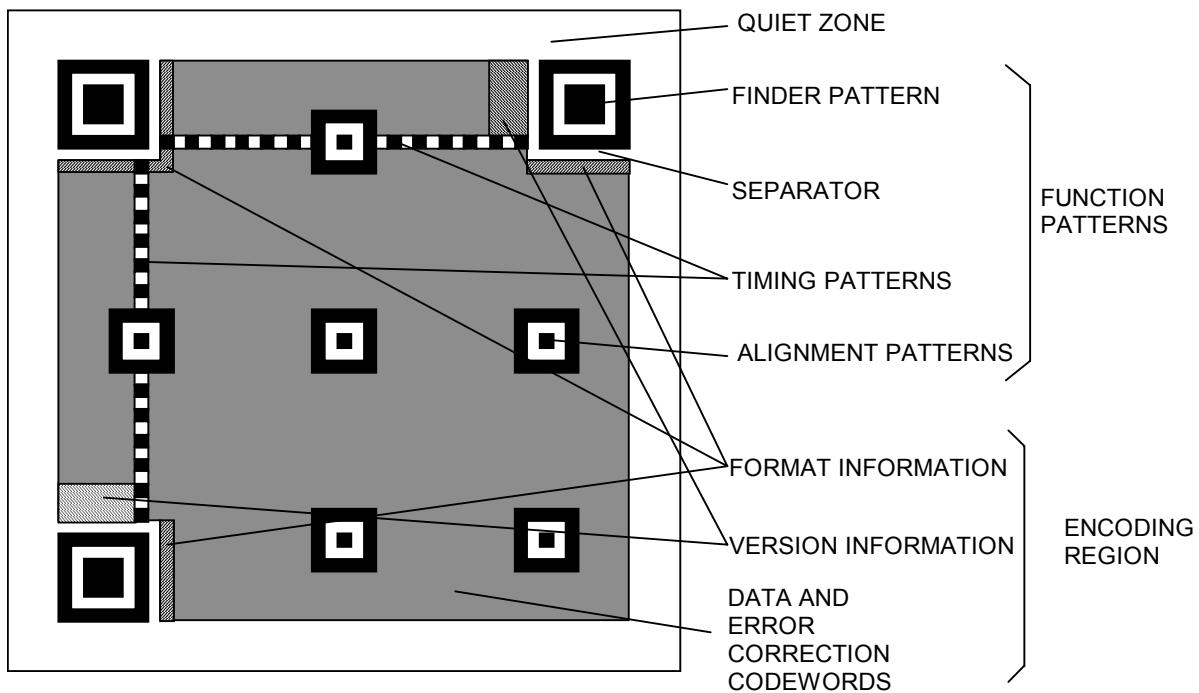 QUIET ZONE
FINDER PATTERN
SEPARATOR
FUNCTION
PATTERNS
TIMING PATTERNS
ALIGNMENT PATTERNS
FORMAT INFORMATION
VERSION INFORMATION
ENCODING
REGION
DATA AND
ERROR
CORRECTION
CODEWORDS